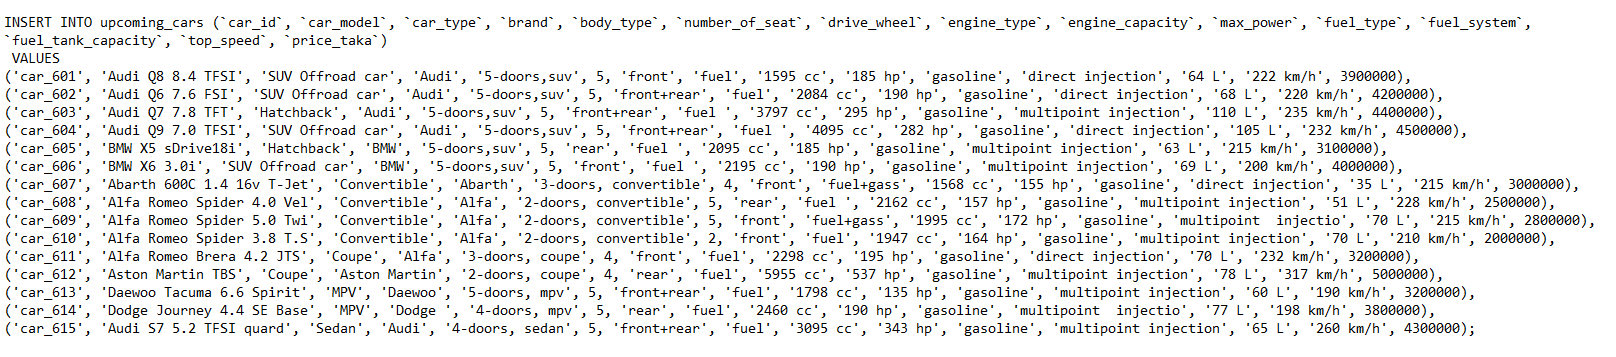 INSERT INTO upcoming_cars (`car_id`, `car_model`, `car_type`, `brand`, `body_type`, `number_of_seat`, `drive_wheel`, `engine_type`, `engine_capacity`, `max_power`, `fuel_type`, `fuel_system`,
`fuel_tank_capacity`, `top_speed`, `price_taka`)
VALUES
('car_601', 'Audi Q8 8.4 TFSI', 'SUV Offroad car', 'Audi', '5-doors,suv', 5, 'front', 'fuel', '1595 cc', '185 hp', 'gasoline', 'direct injection', '64 L', '222 km/h', 3900000),
('car_602', 'Audi Q6 7.6 FSI', 'SUV Offroad car', 'Audi', '5-doors,suv', 5, 'front+rear', 'fuel', '2084 cc', '190 hp', 'gasoline', 'direct injection', '68 L', '220 km/h', 4200000),
('car_603', 'Audi Q7 7.8 TFT', 'Hatchback', 'Audi', '5-doors,suv', 5, 'front+rear', 'fuel ', '3797 cc', '295 hp', 'gasoline', 'multipoint injection', '110 L', '235 km/h', 4400000),
('car_604', 'Audi Q9 7.0 TFSI', 'SUV Offroad car', 'Audi', '5-doors,suv', 5, 'front+rear', 'fuel ', '4095 cc', '282 hp', 'gasoline', 'direct injection', '105 L', '232 km/h', 4500000),
('car_605', 'BMW X5 sDrive18i', 'Hatchback', 'BMW', '5-doors,suv', 5, 'rear', 'fuel ', '2095 cc', '185 hp', 'gasoline', 'multipoint injection', '63 L', '215 km/h', 3100000),
('car_606', 'BMW X6 3.0i', 'SUV Offroad car', 'BMW', '5-doors,suv', 5, 'front', 'fuel ', '2195 cc', '190 hp', 'gasoline', 'multipoint injection', '69 L', '200 km/h', 4000000),
('car_607', 'Abarth 600C 1.4 16v T-Jet', 'Convertible', 'Abarth', '3-doors, convertible', 4, 'front', 'fuel+gass', '1568 cc', '155 hp', 'gasoline', 'direct injection', '35 L', '215 km/h', 3000000),
('car_608', 'Alfa Romeo Spider 4.0 Vel', 'Convertible', 'Alfa', '2-doors, convertible', 5, 'rear', 'fuel ', '2162 cc', '157 hp', 'gasoline', 'multipoint injection', '51 L', '228 km/h', 2500000),
('car_609', 'Alfa Romeo Spider 5.0 Twi', 'Convertible', 'Alfa', '2-doors, convertible', 5, 'front', 'fuel+gass', '1995 cc', '172 hp', 'gasoline', 'multipoint  injectio', '70 L', '215 km/h', 2800000),
('car_610', 'Alfa Romeo Spider 3.8 T.S', 'Convertible', 'Alfa', '2-doors, convertible', 2, 'front', 'fuel', '1947 cc', '164 hp', 'gasoline', 'multipoint injection', '70 L', '210 km/h', 2000000),
('car_611', 'Alfa Romeo Brera 4.2 JTS', 'Coupe', 'Alfa', '3-doors, coupe', 4, 'front', 'fuel', '2298 cc', '195 hp', 'gasoline', 'direct injection', '70 L', '232 km/h', 3200000),
('car_612', 'Aston Martin TBS', 'Coupe', 'Aston Martin', '2-doors, coupe', 4, 'rear', 'fuel', '5955 cc', '537 hp', 'gasoline', 'multipoint injection', '78 L', '317 km/h', 5000000),
('car_613', 'Daewoo Tacuma 6.6 Spirit', 'MPV', 'Daewoo', '5-doors, mpv', 5, 'front+rear', 'fuel', '1798 cc', '135 hp', 'gasoline', 'multipoint injection', '60 L', '190 km/h', 3200000),
('car_614', 'Dodge Journey 4.4 SE Base', 'MPV', 'Dodge ', '4-doors, mpv', 5, 'rear', 'fuel', '2460 cc', '190 hp', 'gasoline', 'multipoint  injectio', '77 L', '198 km/h', 3800000),
('car_615', 'Audi S7 5.2 TFSI quard', 'Sedan', 'Audi', '4-doors, sedan', 5, 'front+rear', 'fuel', '3095 cc', '343 hp', 'gasoline', 'multipoint injection', '65 L', '260 km/h', 4300000);